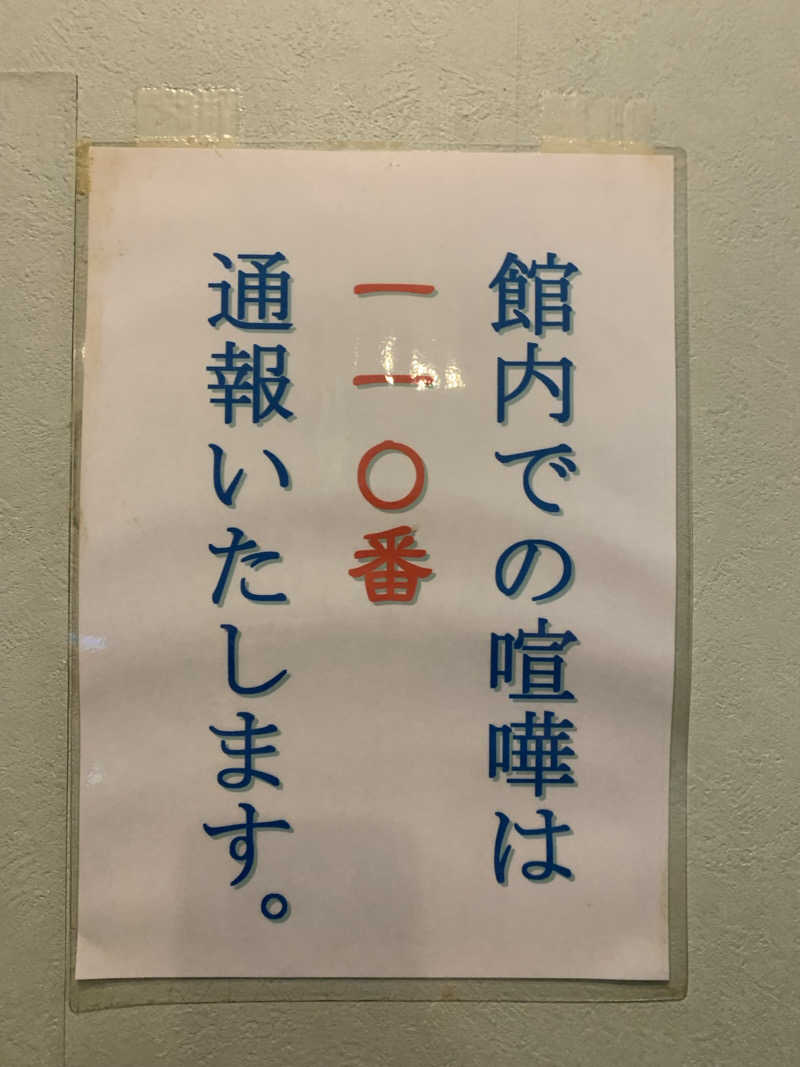 館内での喧嘩は
一一〇番
通報いたします。